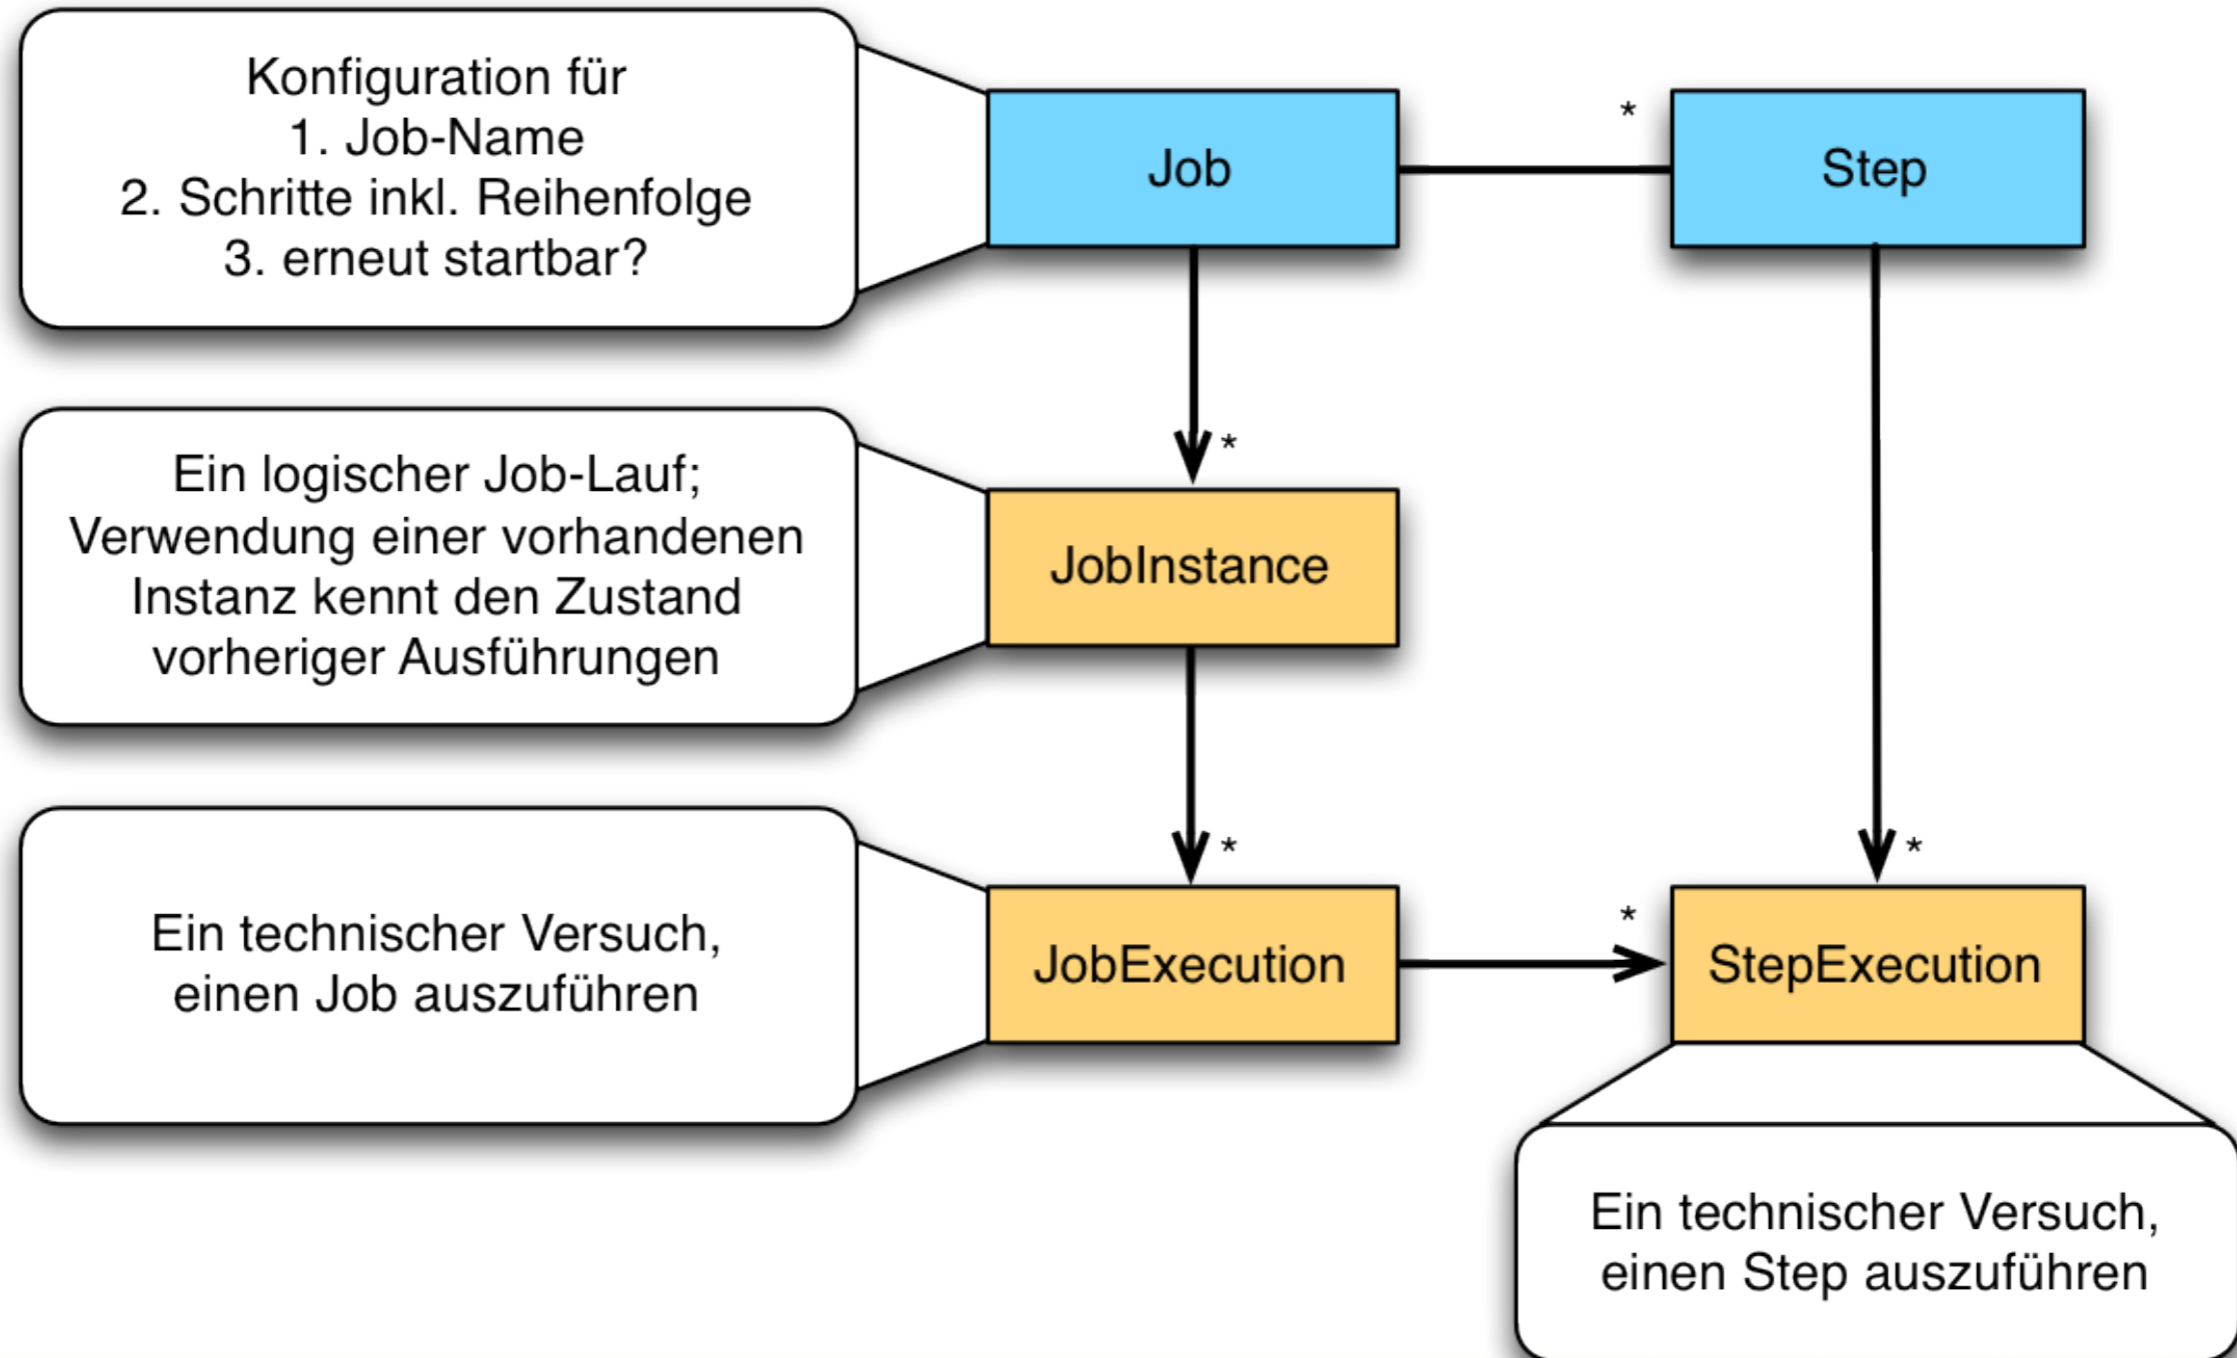 Konfiguration für
1. Job-Name
2. Schritte inkl. Reihenfolge
3. erneut startbar?
Job
*
Step
*
Ein logischer Job-Lauf;
Verwendung einer vorhandenen
Instanz kennt den Zustand
vorheriger Ausführungen
JobInstance
*
*
Ein technischer Versuch,
einen Job auszuführen
JobExecution
*
StepExecution
Ein technischer Versuch,
einen Step auszuführen